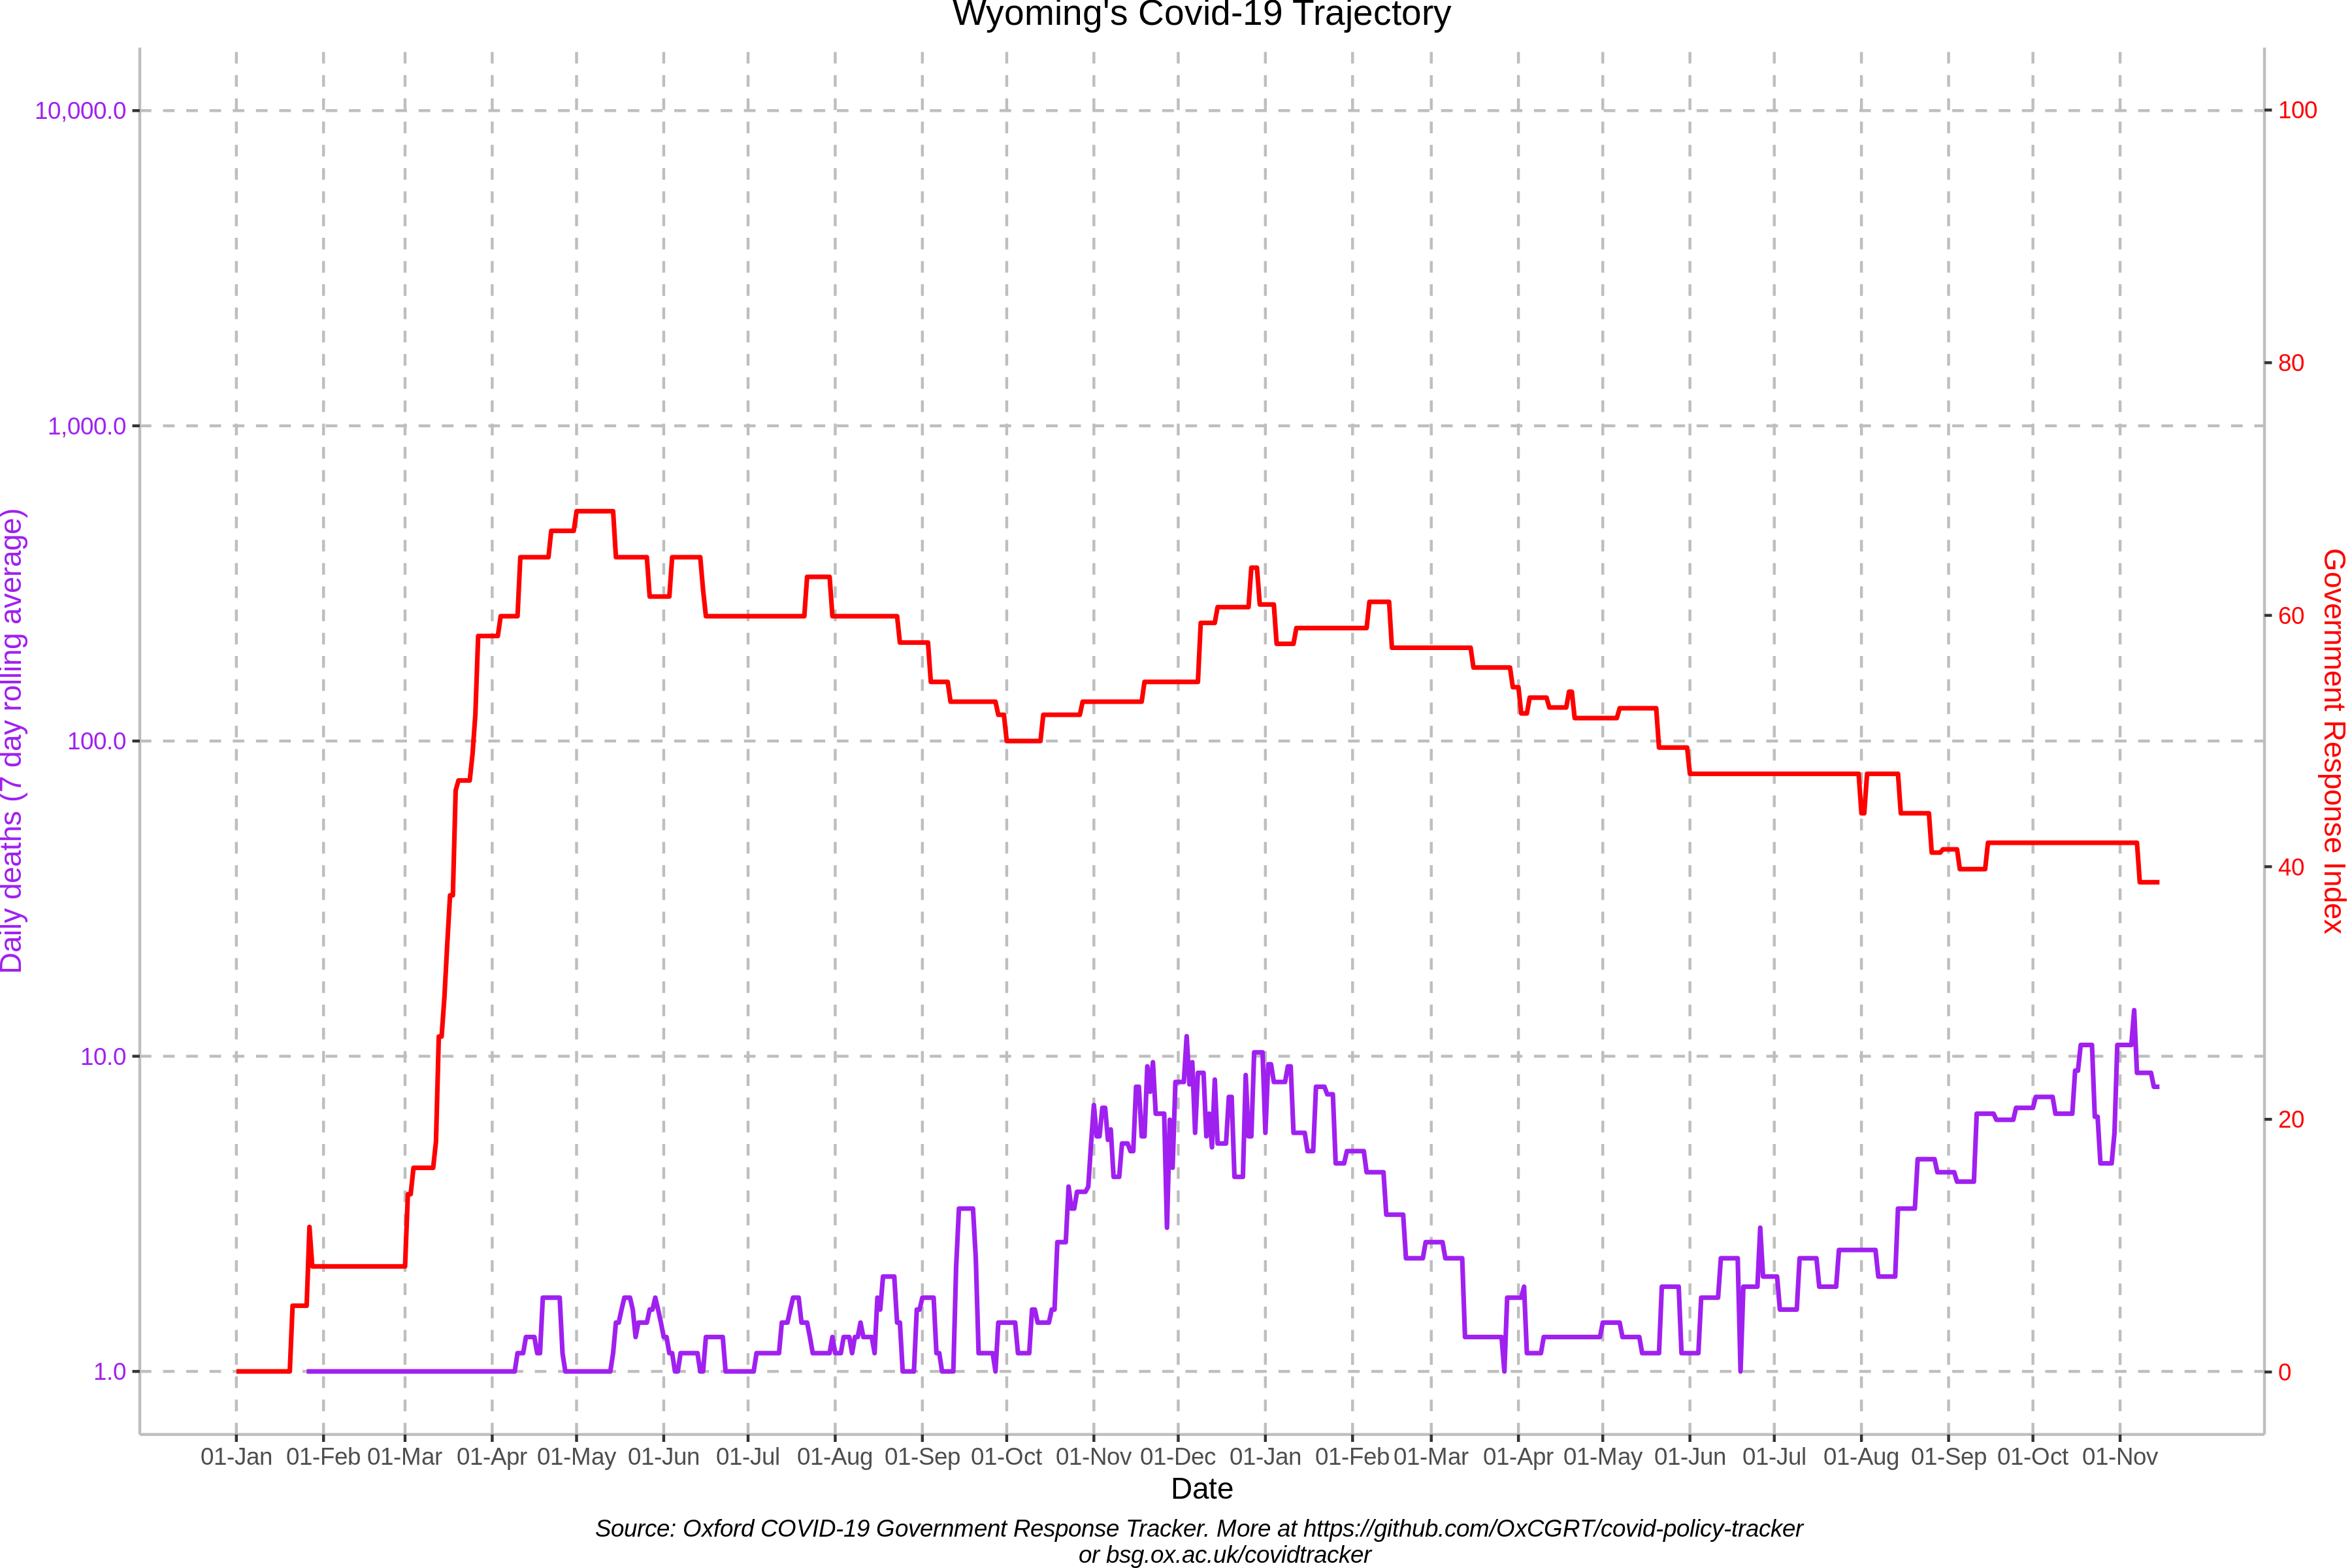 Wyoming's Covid-19 Trajectory
10,000.0
1,000.0
100.0
10.0
1.0
Daily deaths (7 day rolling average)
100
80
60
40
20
0
Government Response Index
01-Jan 01-Feb 01-Mar 01-Apr 01-May 01-Jun 01-Jul 01-Aug 01-Sep 01-Oct 01-Nov 01-Dec 01-Jan 01-Feb 01-Mar 01-Apr 01-May 01-Jun 01-Jul 01-Aug 01-Sep 01-Oct 01-Nov
Date
Source: Oxford COVID-19 Government Response Tracker. More at https://github.com/OxCGRT/covid-policy-tracker
or bsg.ox.ac.uk/covidtracker